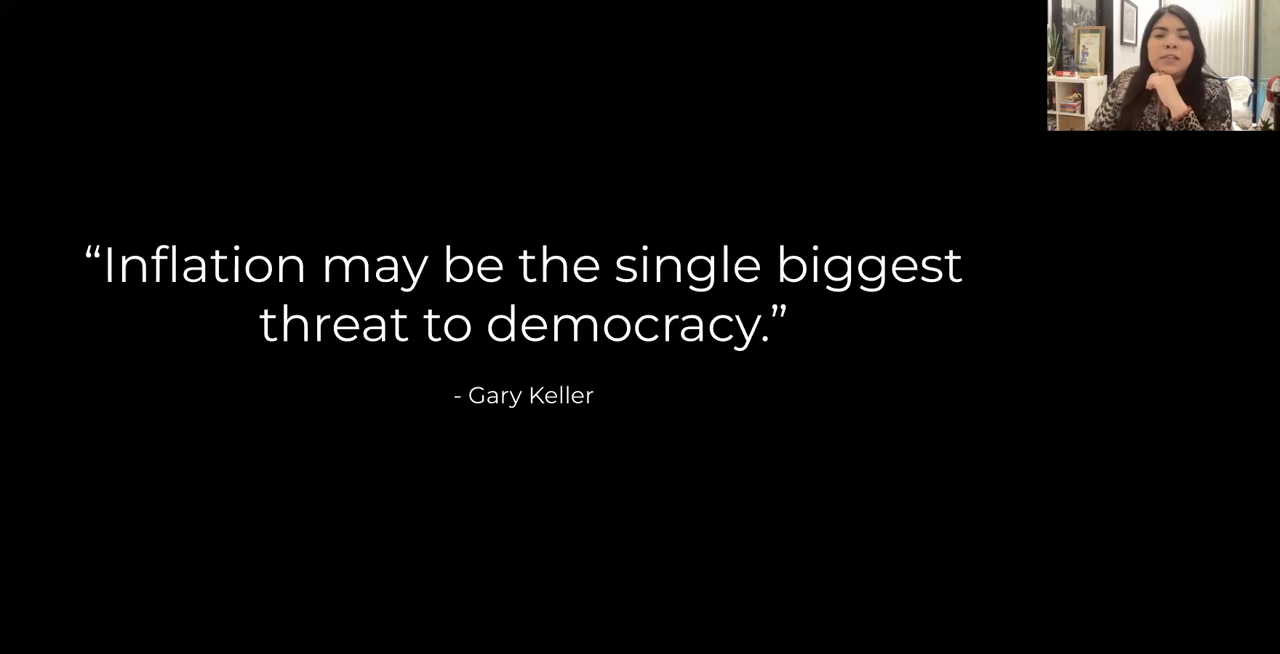 “Inflation may be the single biggest
threat to democracy.”
- Gary Keller